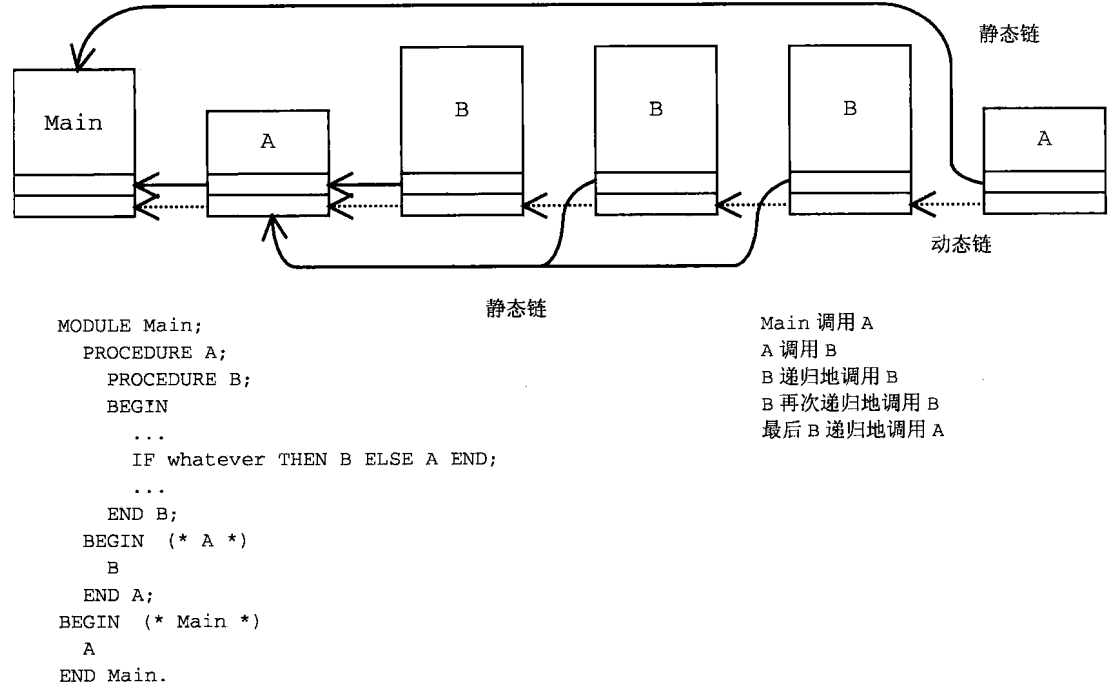 静态链
Main
A
B
B
B
A
动态链
静态链
MODULE Main;
PROCEDURE A;
PROCEDURE B;
BEGIN
...
IF whatever THEN B ELSE A END;
...
END B;
BEGIN (* A *)
B
END A;
BEGIN (* Main *)
A
END Main.
Main 调用 A
A 调用 B
B 递归地调用 B
B 再次递归地调用 B
最后 B 递归地调用 A